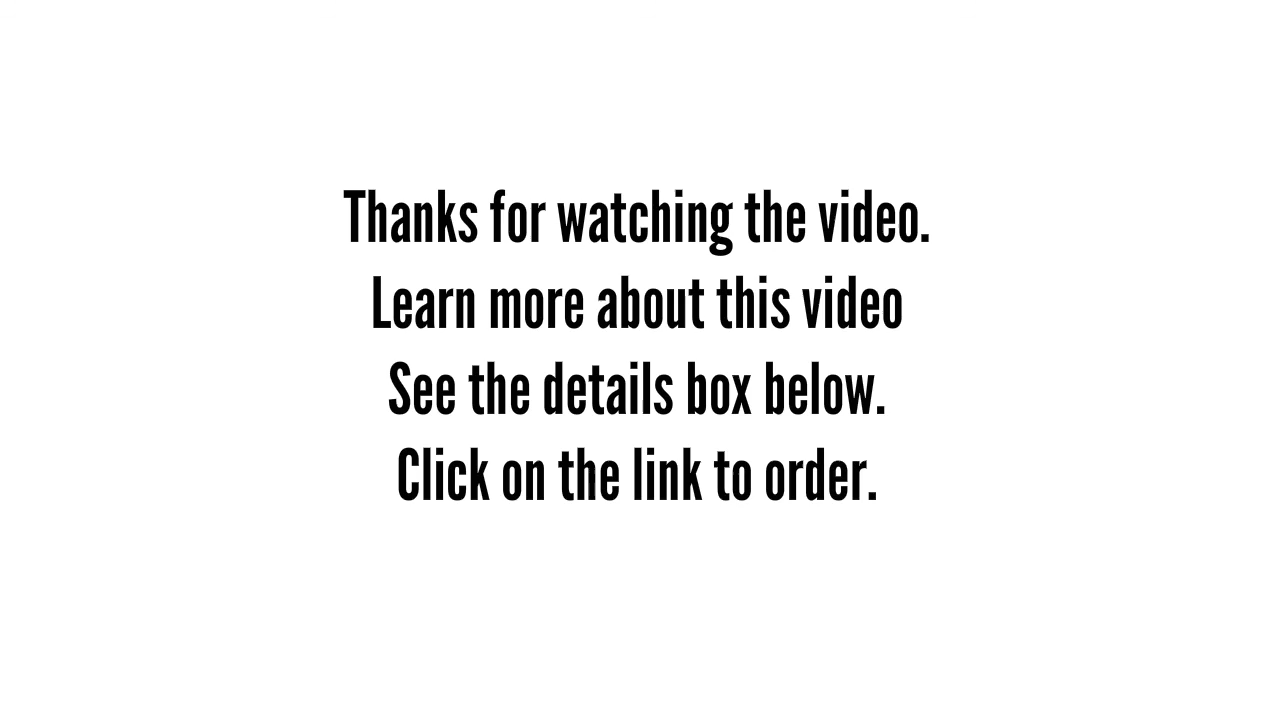 Thanks for watching the video.
Learn more about this video
See the details box below.
Click on the link to order.